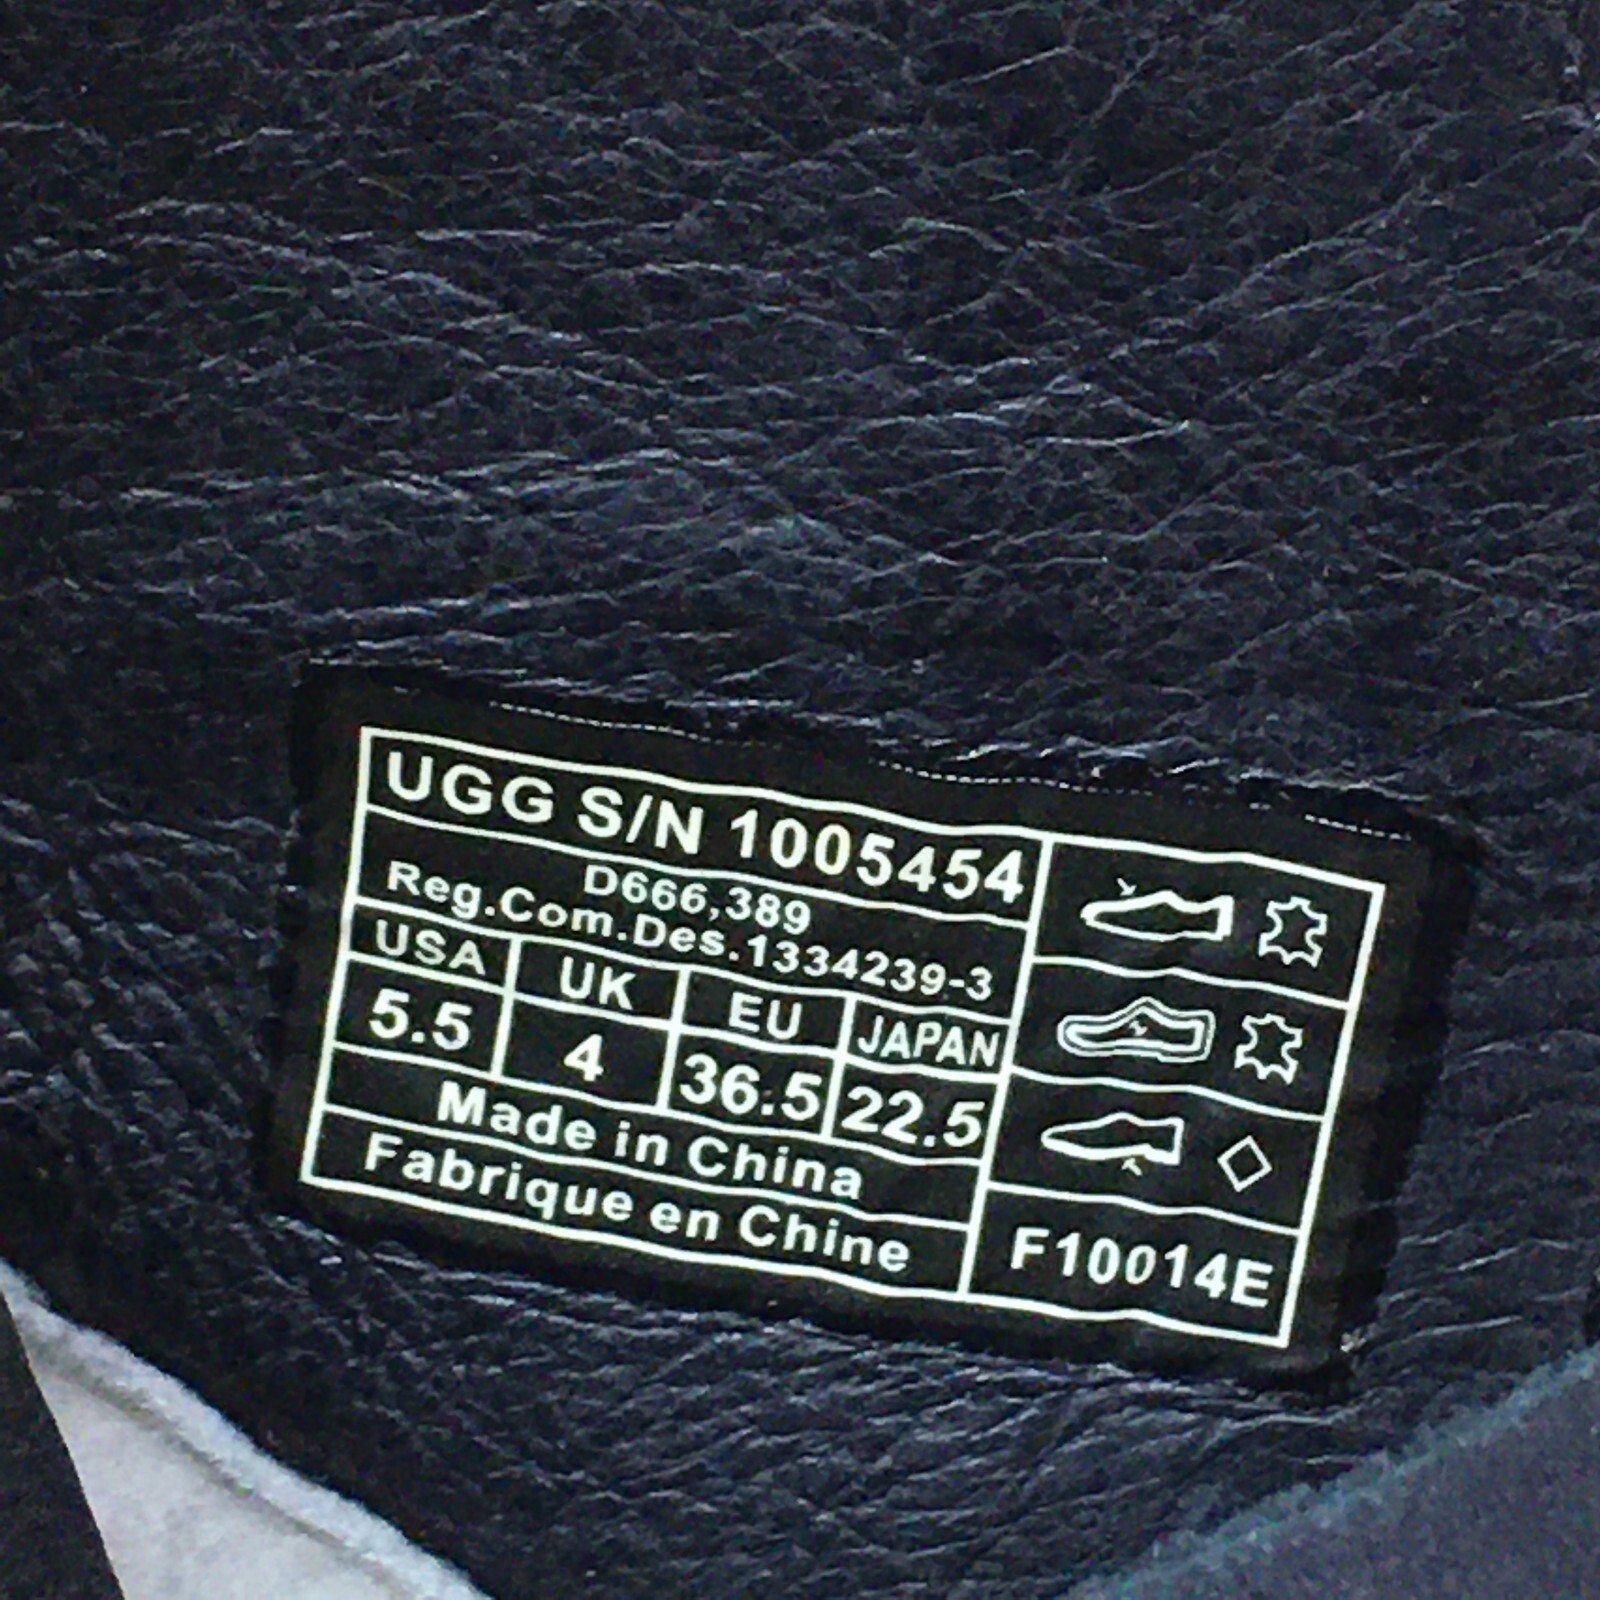 UGG S/N 1005454
D666,389
Reg.Com.Des.1334239-3
USA UK EU JAPAN
5.5 4 36.5 22.5
Made in China
Fabrique en Chine
F10014E